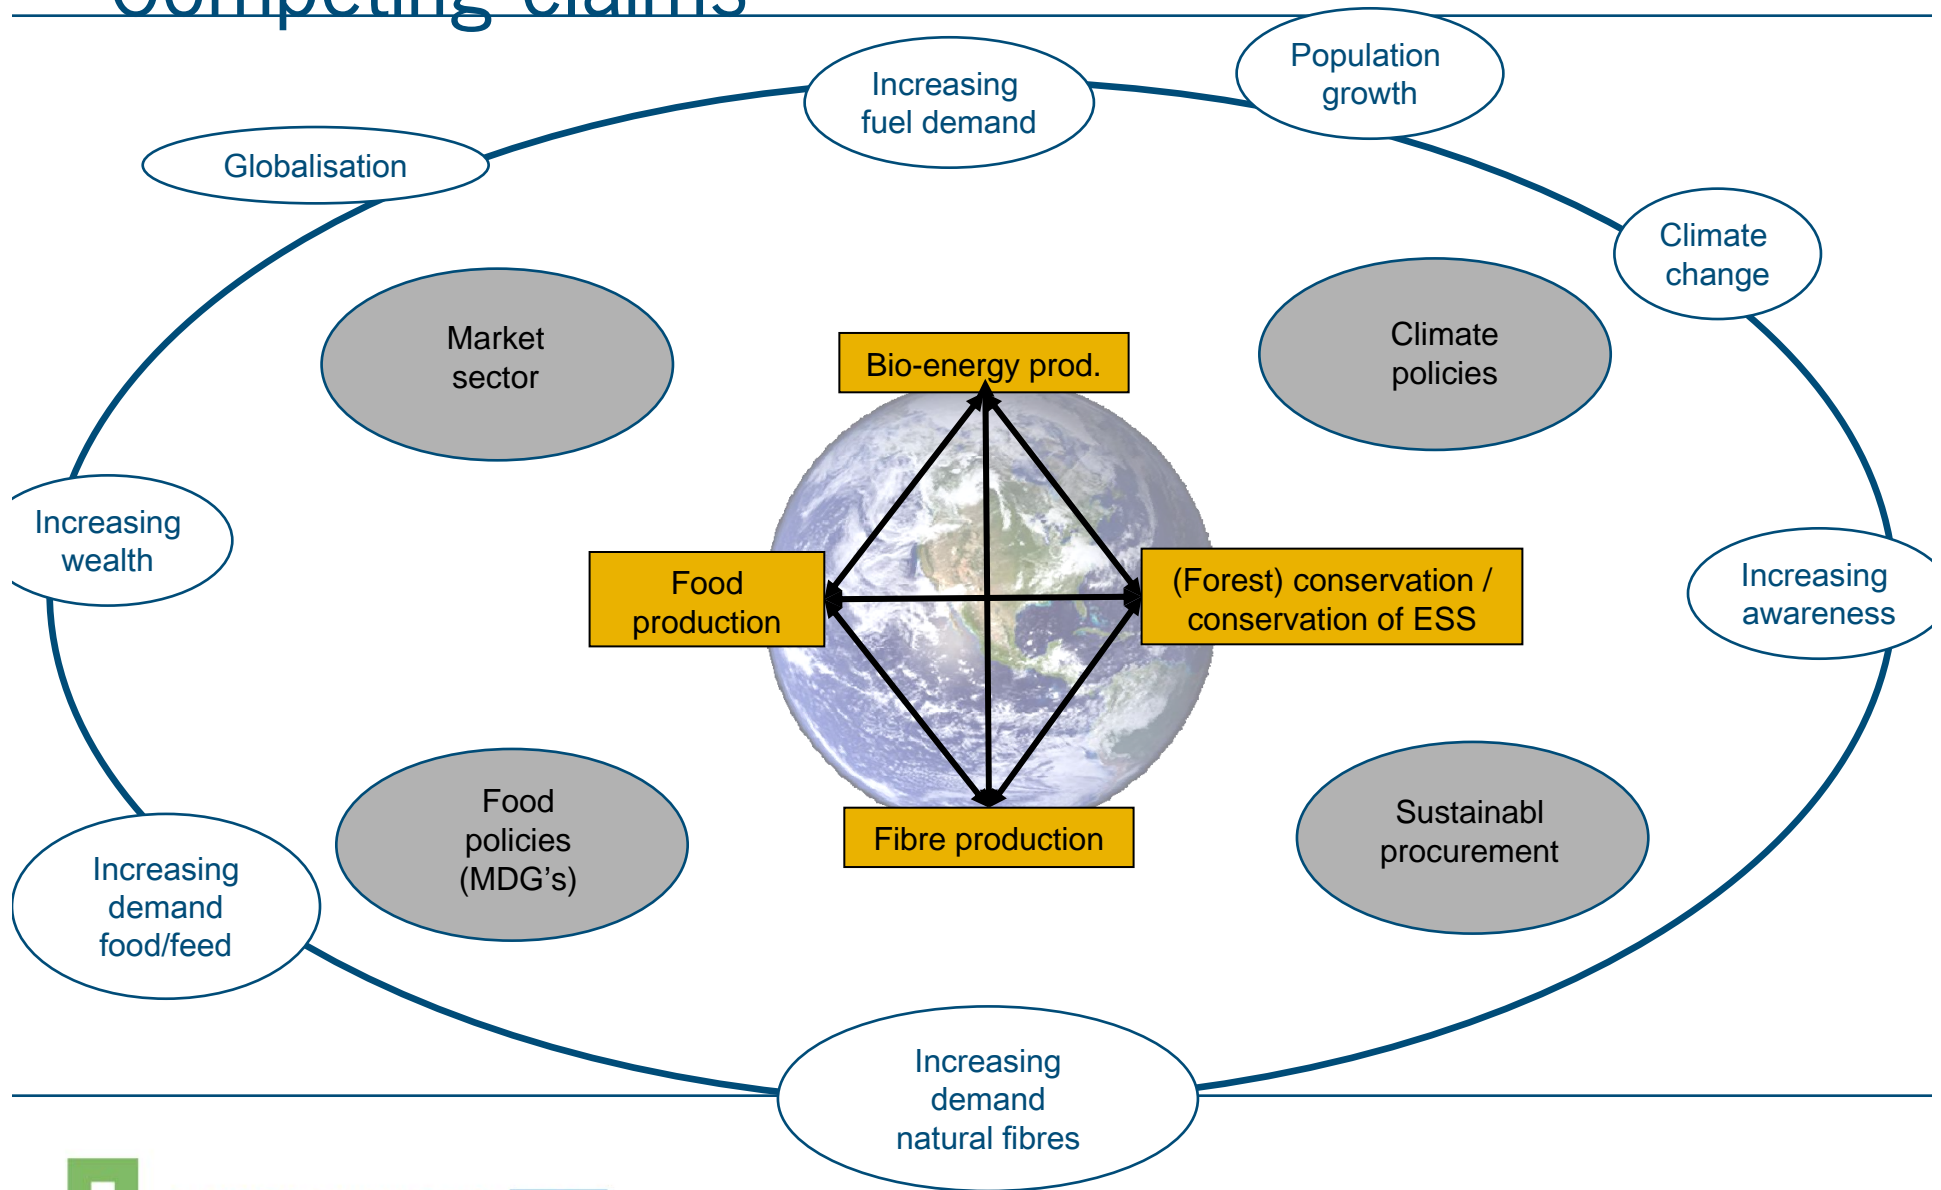 Competing claims
Population
growth
Increasing
fuel demand
Globalisation
Climate
change
Market
sector
Climate
policies
Bio-energy prod.
Increasing
wealth
Food
production
(Forest) conservation /
conservation of ESS
Increasing
awareness
Food
policies
(MDG's)
Fibre production
Sustainabl
procurement
Increasing
demand
food/feed
Increasing
demand
natural fibres